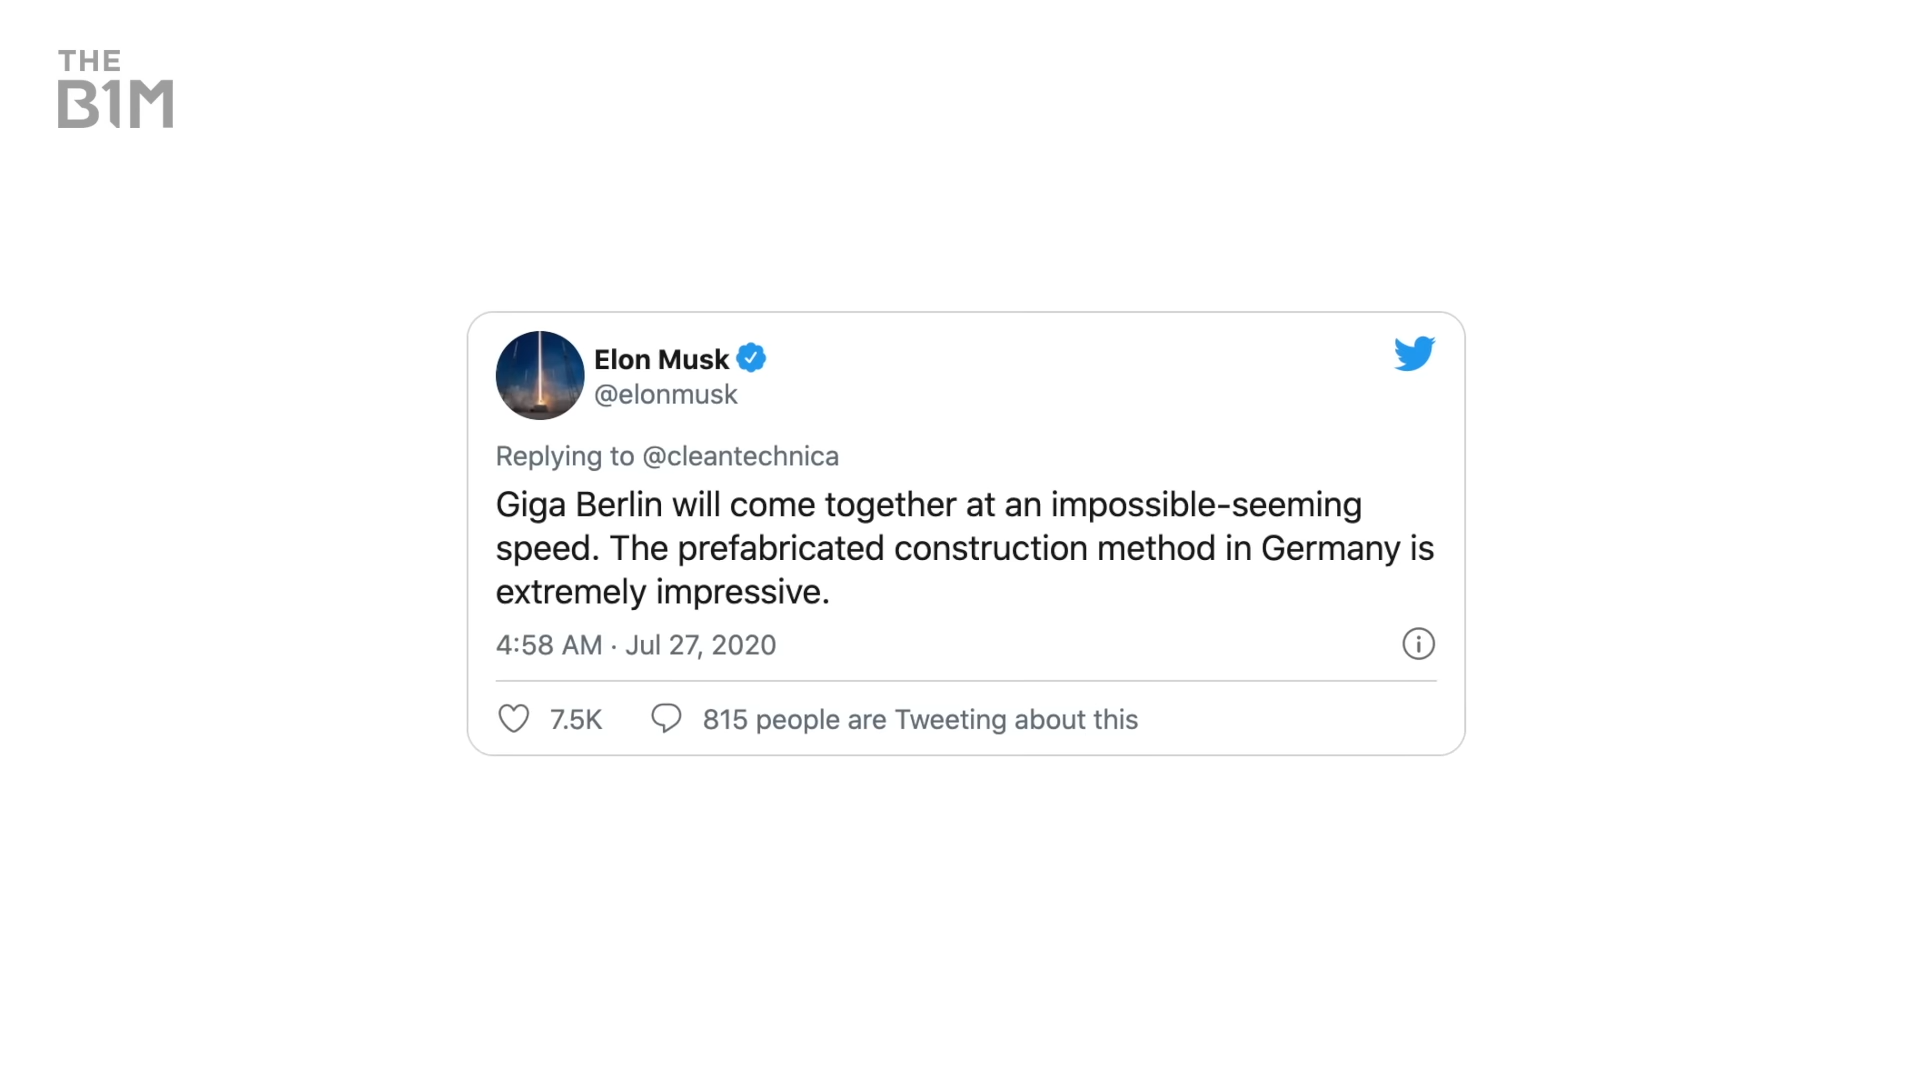 THE
B1M
Elon Musk
@elonmusk
Replying to @cleantechnica
Giga Berlin will come together at an impossible-seeming
speed. The prefabricated construction method in Germany is
extremely impressive.
4:58 AM · Jul 27, 2020
7.5K 815 people are Tweeting about this